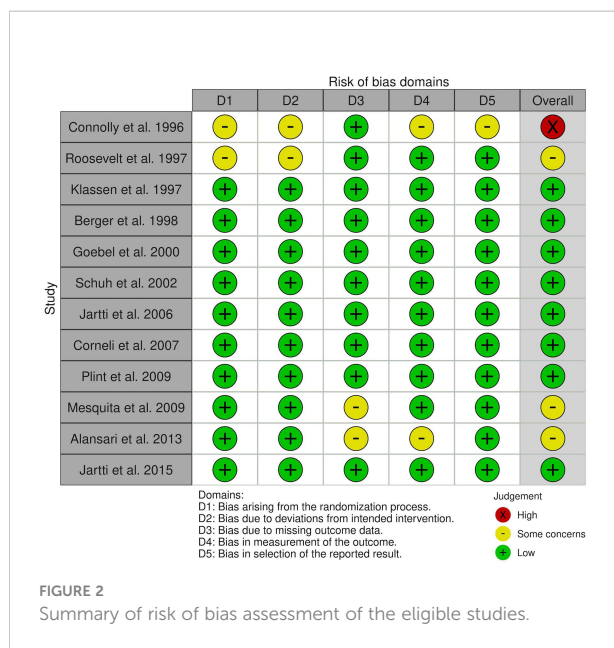 Risk of bias domains
D1 D2 D3 D4 D5 Overall
Study
Connolly et al. 1996 - - + - - X
Roosevelt et al. 1997 - - + + + -
Klassen et al. 1997 + + + + + +
Berger et al. 1998 + + + + + +
Goebel et al. 2000 + + + + + +
Schuh et al. 2002 + + + + + +
Jartti et al. 2006 + + + + + +
Corneli et al. 2007 + + + + + +
Plint et al. 2009 + + + + + +
Mesquita et al. 2009 + + - + + -
Alansari et al. 2013 + + - - + -
Jartti et al. 2015 + + + + + +
Domains:
D1: Bias arising from the randomization process.
D2: Bias due to deviations from intended intervention.
D3: Bias due to missing outcome data.
D4: Bias in measurement of the outcome.
D5: Bias in selection of the reported result.
Judgement
X High
- Some concerns
+ Low
FIGURE 2
Summary of risk of bias assessment of the eligible studies.